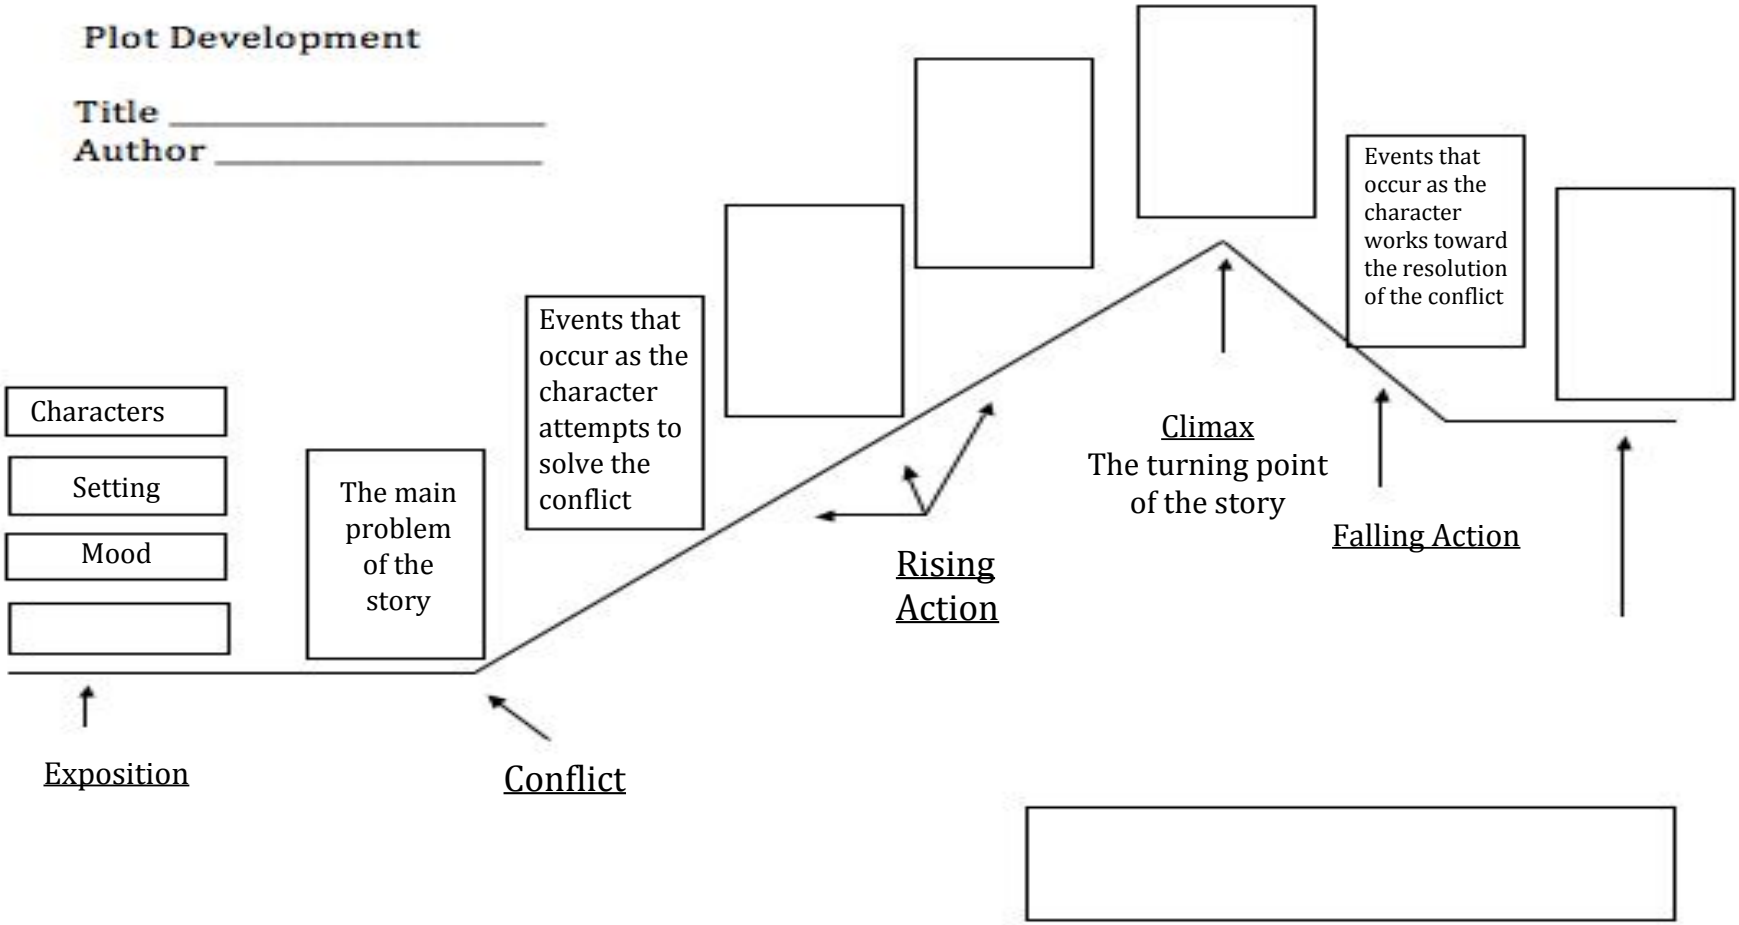 Plot Development
Title
Author
Characters
Setting
Mood
Exposition
The main
problem
of the
story
Conflict
Events that
occur as the
character
attempts to
solve the
conflict
Rising
Action
Climax
The turning point
of the story
Events that
occur as the
character
works toward
the resolution
of the conflict
Falling Action